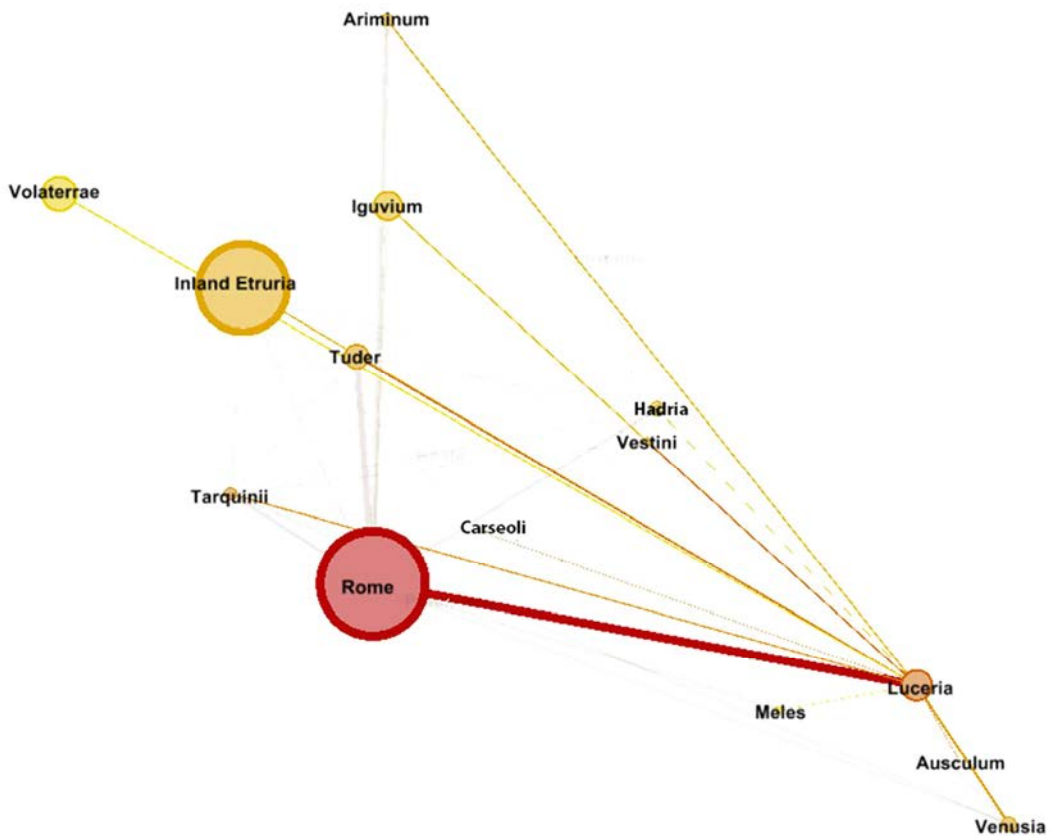 Ariminum
Volaterrae
Iguvium
Inland Etruria
Tuder
Hadria
Vestini
Tarquinii
Carseoli
Rome
Luceria
Meles
Ausculum
Venusia